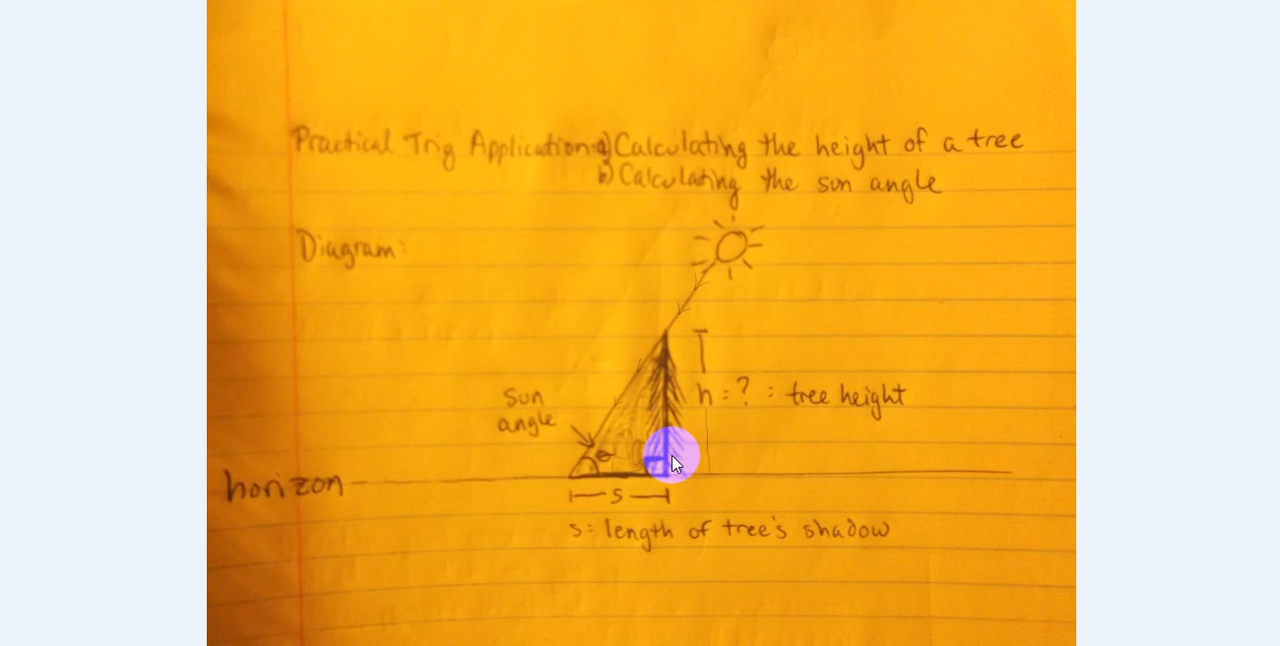 Practical Trig Application: a) Calculating the height of a tree
b) Calculating the sun angle
Diagram:
sun
angle
h = ? = tree height
θ
horizon
s
s = length of tree's shadow